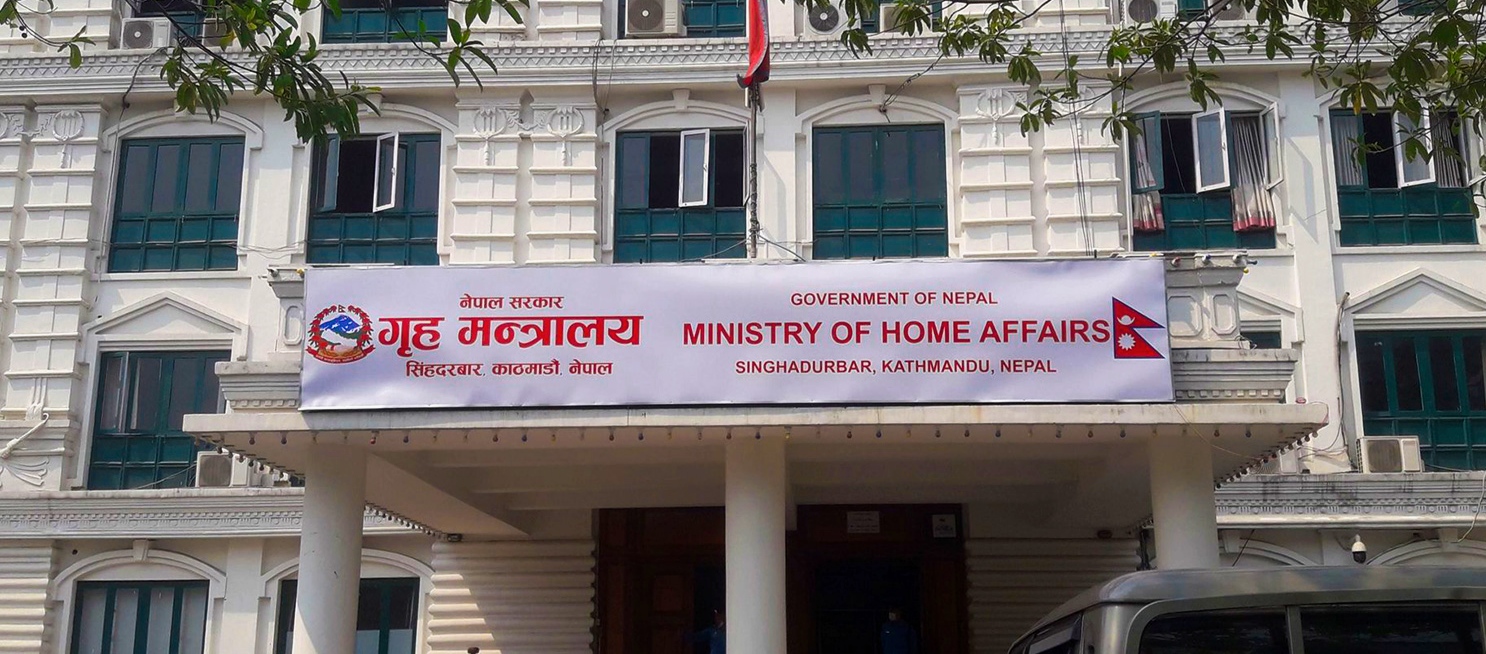 नेपाल सरकार
गृह मन्त्रालय
सिंहदरबार, काठमाडौं, नेपाल
GOVERNMENT OF NEPAL
MINISTRY OF HOME AFFAIRS
SINGHADURBAR, KATHMANDU, NEPAL